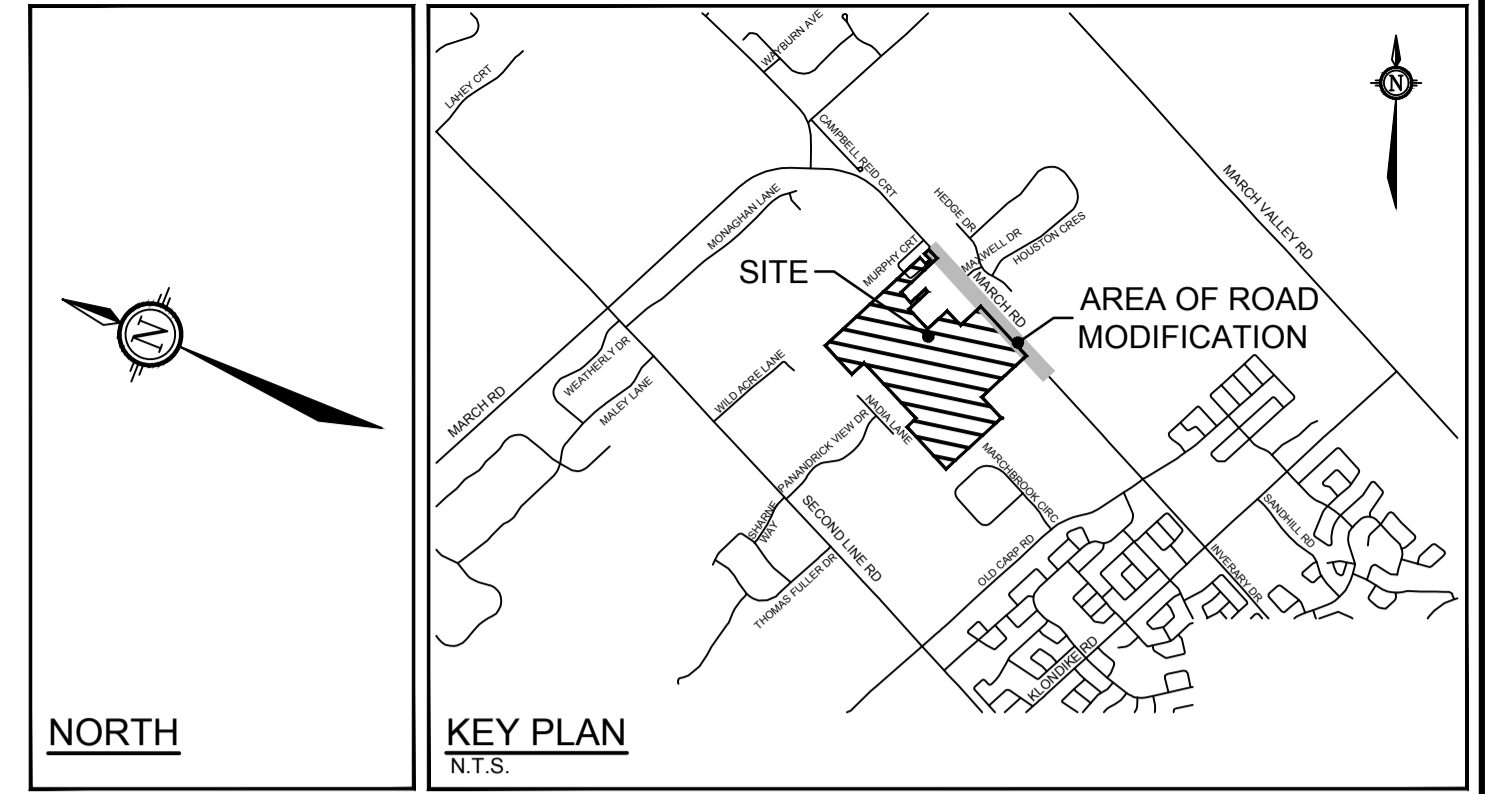 N
NORTH
WAYBURN AVE
LAHEY CRT
N
CAMPBELL REID CRT
MARCH VALLEY RD
MONAGHAN LANE
HEDGE DR
MAXWELL DR
HOUSTON CRES
MURPHY CRT
MARCH RD
SITE
AREA OF ROAD
MODIFICATION
WEATHERLY DR
MALEY LANE
WILD ACRE LANE
MARCH RD
NADIA LANE
PANANDRICK VIEW DR
MARCHBROOK CIRC
SHARNE
WAY
SECOND LINE RD
SANDHILL RD
OLD CARP RD
INVERARY DR
THOMAS FULLER DR
KLONDIKE RD
KEY PLAN
N.T.S.